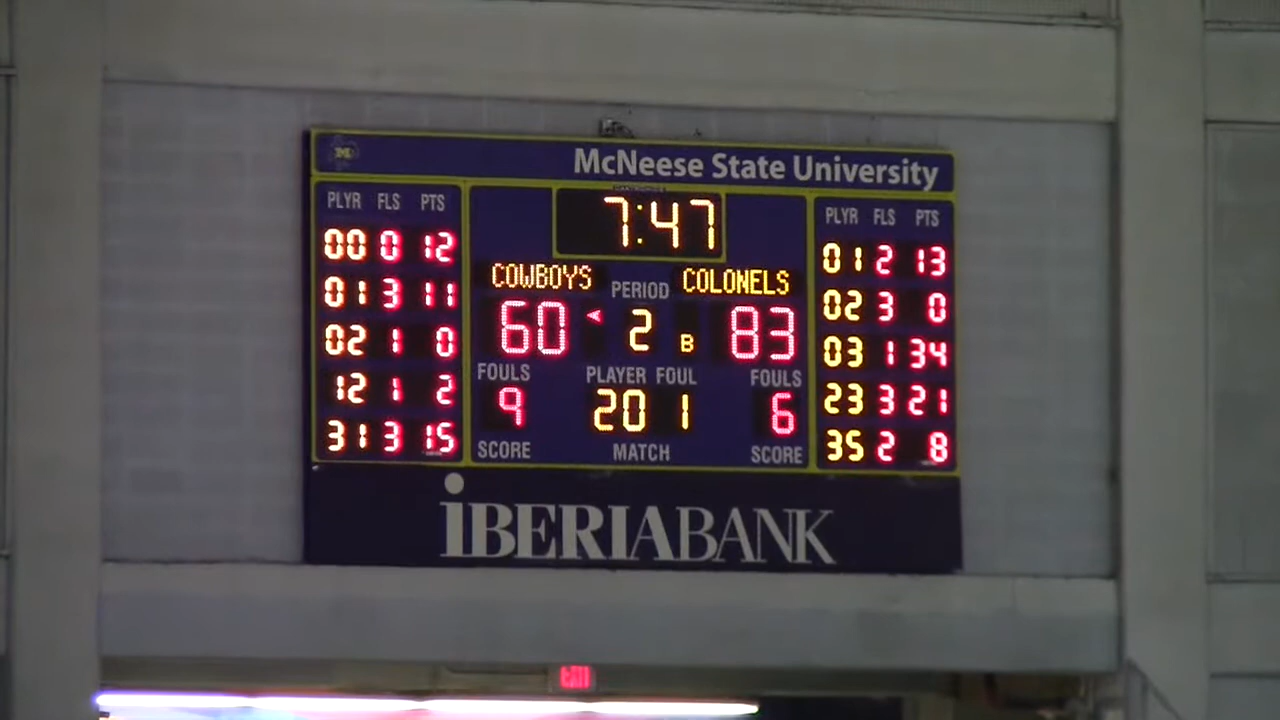 McNeese State University
PLYR FLS PTS
00 0 12
01 3 11
02 1 0
12 1 2
31 3 15
7:47
COWBOYS PERIOD COLONELS
60 2 B 83
FOULS PLAYER FOUL FOULS
9 20 1 6
SCORE MATCH SCORE
PLYR FLS PTS
01 2 13
02 3 0
03 1 34
23 3 21
35 2 8
iBERIABANK
EXIT